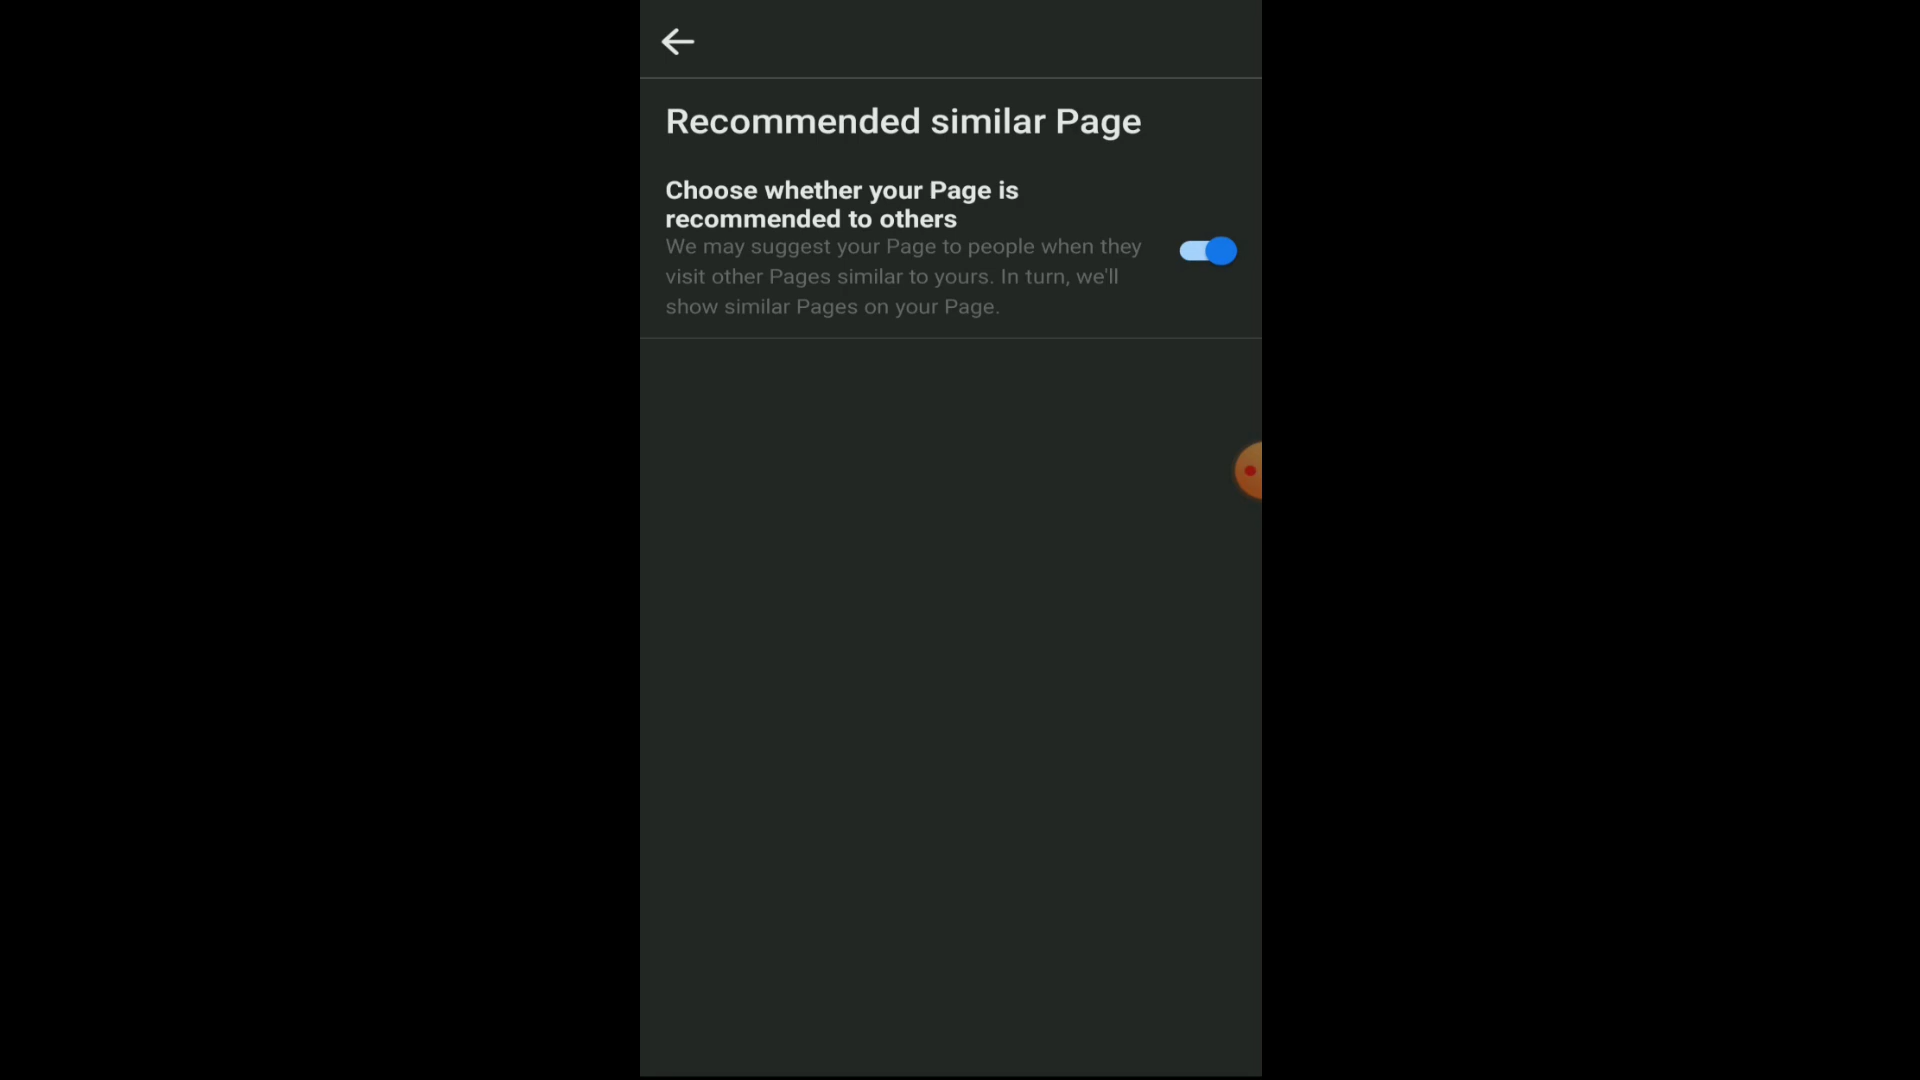 Recommended similar Page
Choose whether your Page is
recommended to others
We may suggest your Page to people when they
visit other Pages similar to yours. In turn, we'll
show similar Pages on your Page.